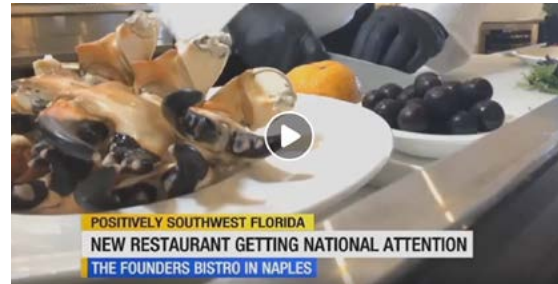 POSITIVELY SOUTHWEST FLORIDA
NEW RESTAURANT GETTING NATIONAL ATTENTION
THE FOUNDERS BISTRO IN NAPLES